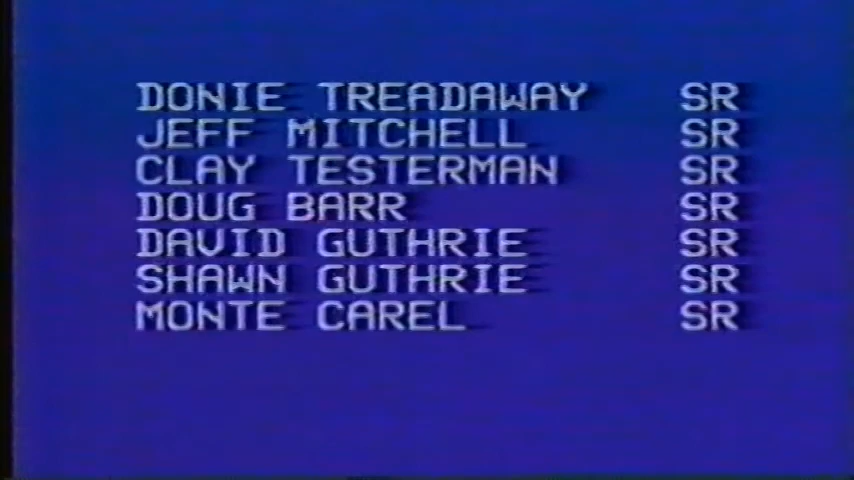 DONIE TREADAWAY SR
JEFF MITCHELL SR
CLAY TESTERMAN SR
DOUG BARR SR
DAVID GUTHRIE SR
SHAWN GUTHRIE SR
MONTE CAREL SR